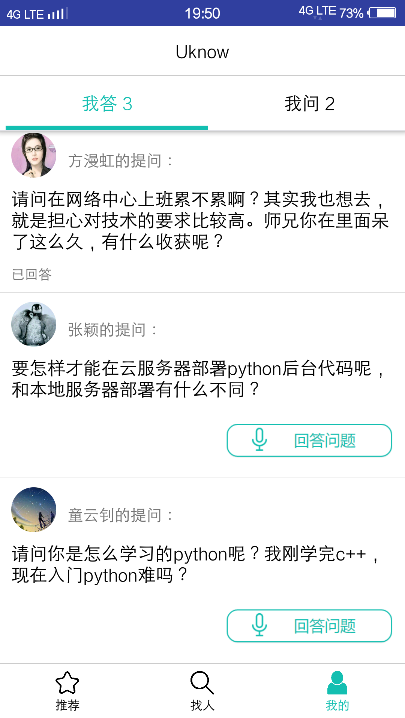 4G LTE
19:50
4G LTE 73%
Uknow
我答 3
我问 2
方漫虹的提问：
请问在网络中心上班累不累啊？其实我也想去，
就是担心对技术的要求比较高。师兄你在里面呆
了这么久，有什么收获呢？
已回答
张颖的提问：
要怎样才能在云服务器部署python后台代码呢，
和本地服务器部署有什么不同？
回答问题
童云钊的提问：
请问你是怎么学习的python呢？我刚学完c++，
现在入门python难吗？
回答问题
推荐
找人
我的